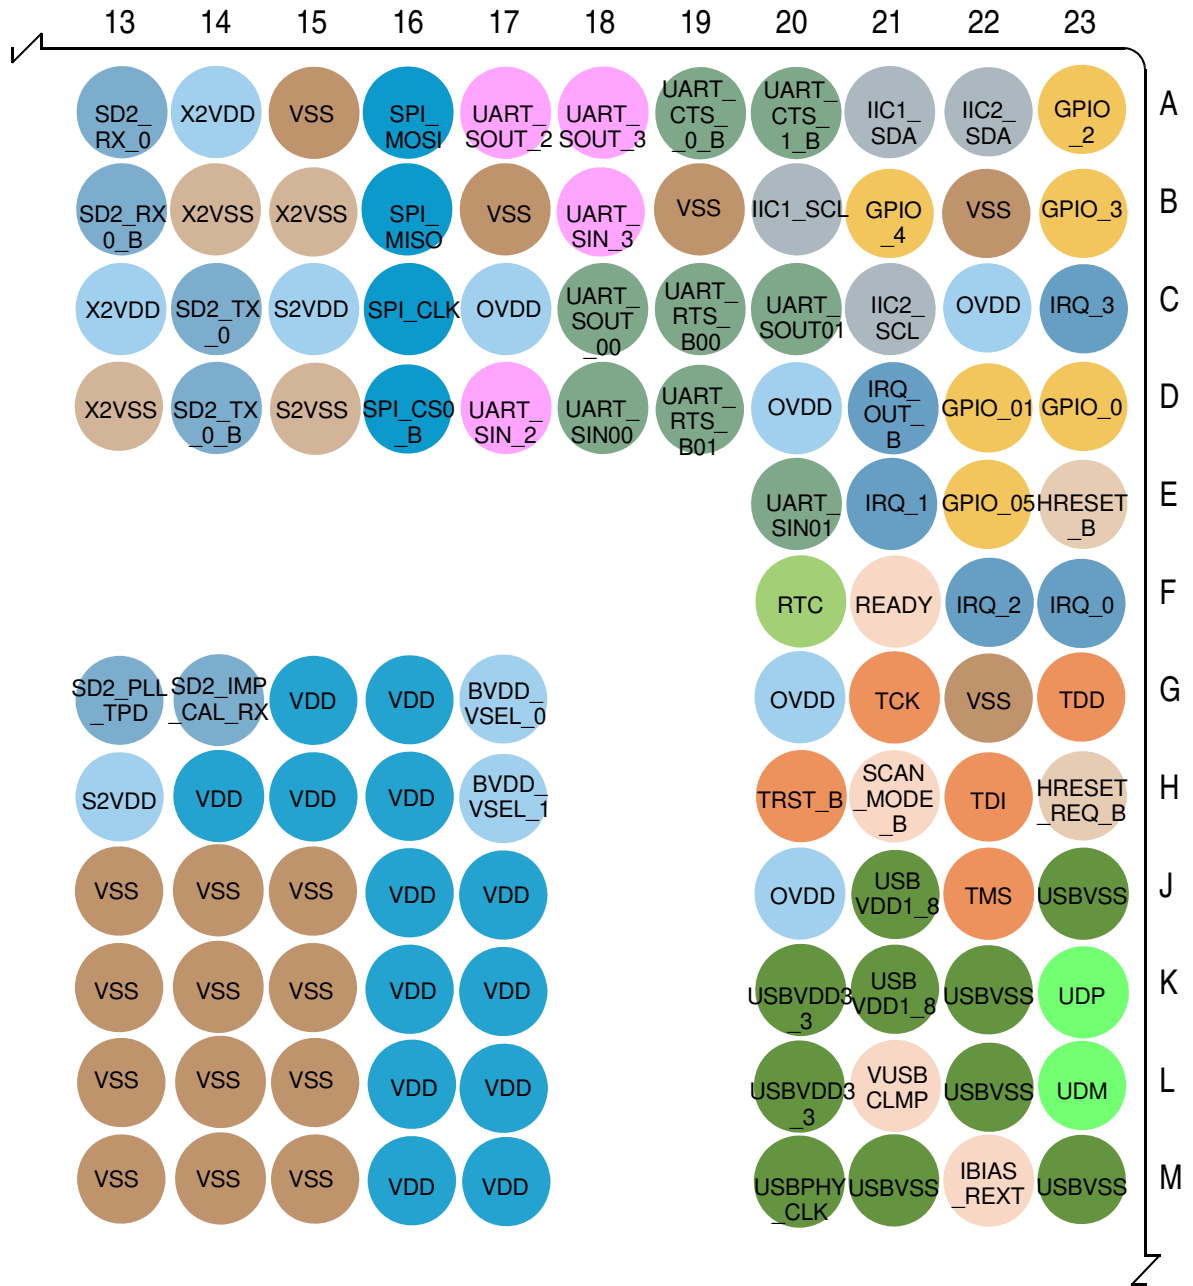 13 14 15 16 17 18 19 20 21 22 23
SD2_ RX_0 X2VDD VSS SPI_ MOSI UART_ SOUT_2 UART_ SOUT_3 UART_ CTS_ _0_B UART_ CTS_ 1_B IIC1_ SDA IIC2_ SDA GPIO _2 A
SD2_RX 0_B X2VSS X2VSS SPI_ MISO VSS UART_ SIN_3 VSS IIC1_SCL GPIO _4 VSS GPIO_3 B
X2VDD SD2_TX _0 S2VDD SPI_CLK OVDD UART_ SOUT _00 UART_ RTS_ B00 UART_ SOUT01 IIC2_ SCL OVDD IRQ_3 C
X2VSS SD2_TX _0_B S2VSS SPI_CS0 _B UART_ SIN_2 UART_ SIN00 UART_ RTS_ B01 OVDD IRQ_ OUT_ B GPIO_01 GPIO_0 D
UART_ SIN01 IRQ_1 GPIO_05 HRESET _B E
RTC READY IRQ_2 IRQ_0 F
SD2_PLL _TPD SD2_IMP _CAL_RX VDD VDD BVDD_ VSEL_0 OVDD TCK VSS TDD G
S2VDD VDD VDD VDD BVDD_ VSEL_1 TRST_B SCAN _MODE _B TDI HRESET _REQ_B H
VSS VSS VSS VDD VDD OVDD USB VDD1_8 TMS USBVSS J
VSS VSS VSS VDD VDD USBVDD3 _3 USB VDD1_8 USBVSS UDP K
VSS VSS VSS VDD VDD USBVDD3 _3 VUSB CLMP USBVSS UDM L
VSS VSS VSS VDD VDD USBPHY _CLK USBVSS IBIAS _REXT USBVSS M